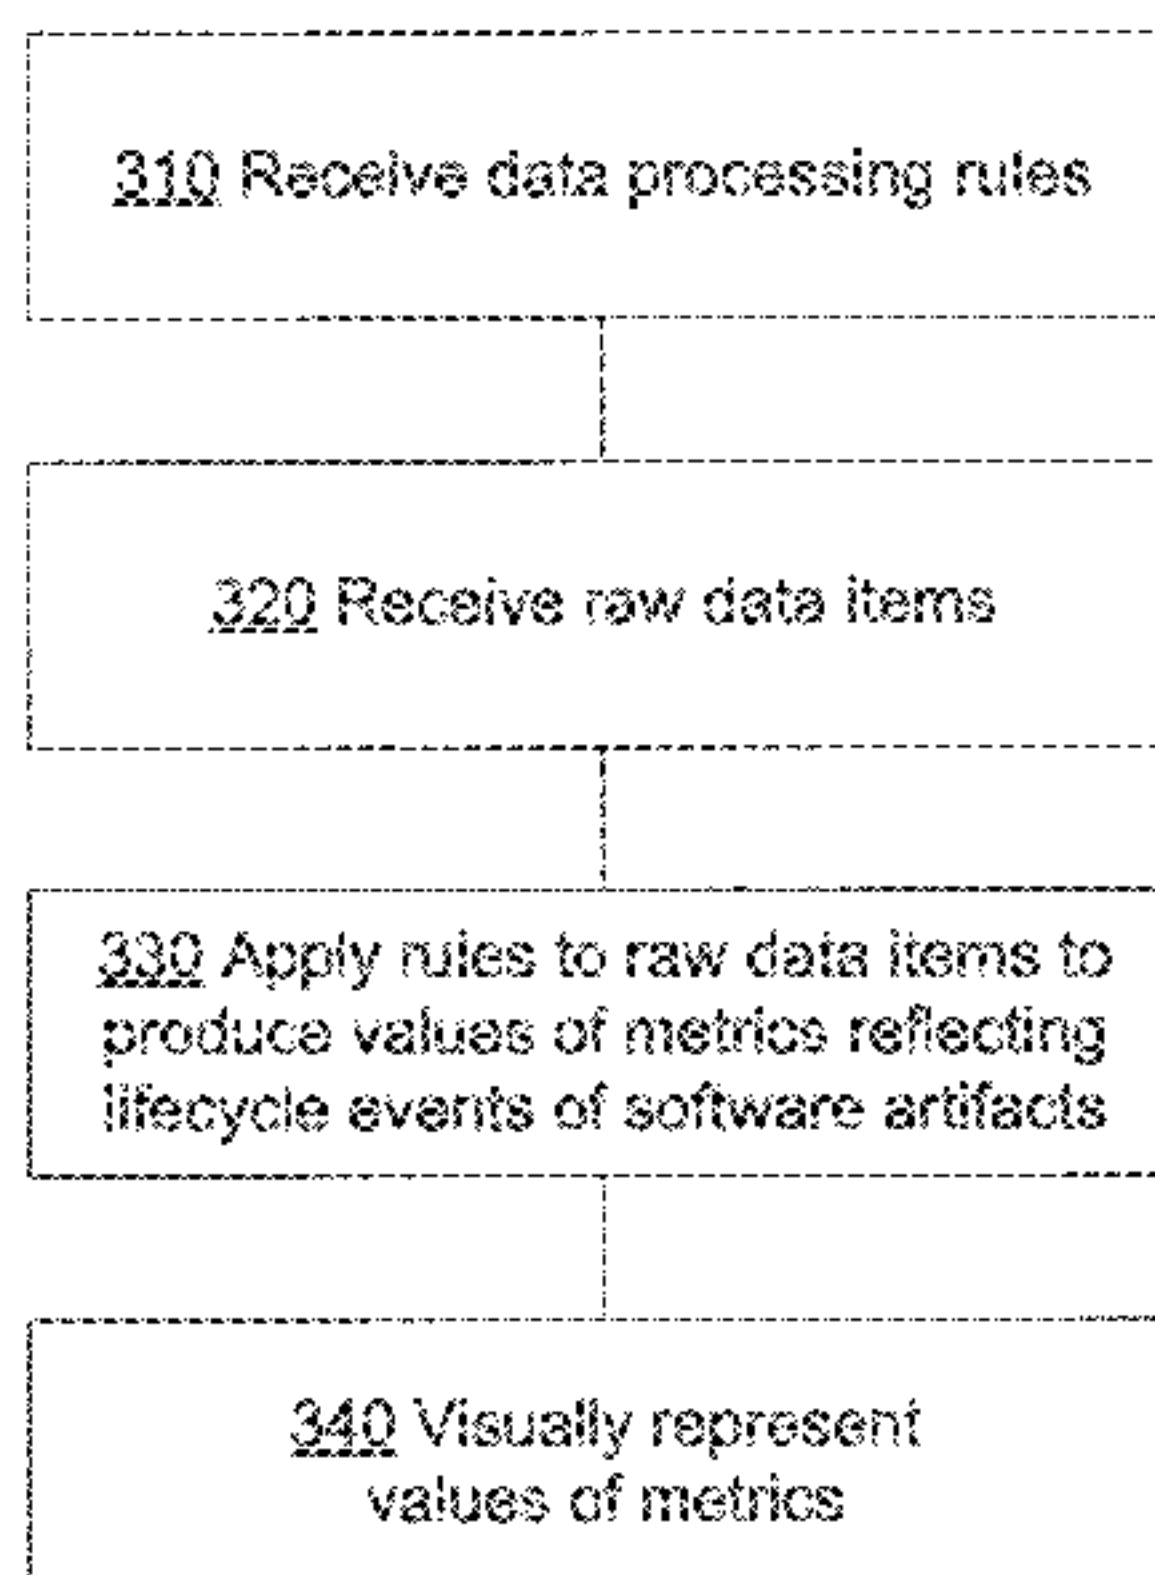 310 Receive data processing rules
320 Receive raw data items
330 Apply rules to raw data items to
produce values of metrics reflecting
lifecycle events of software artifacts
340 Visually represent
values of metrics